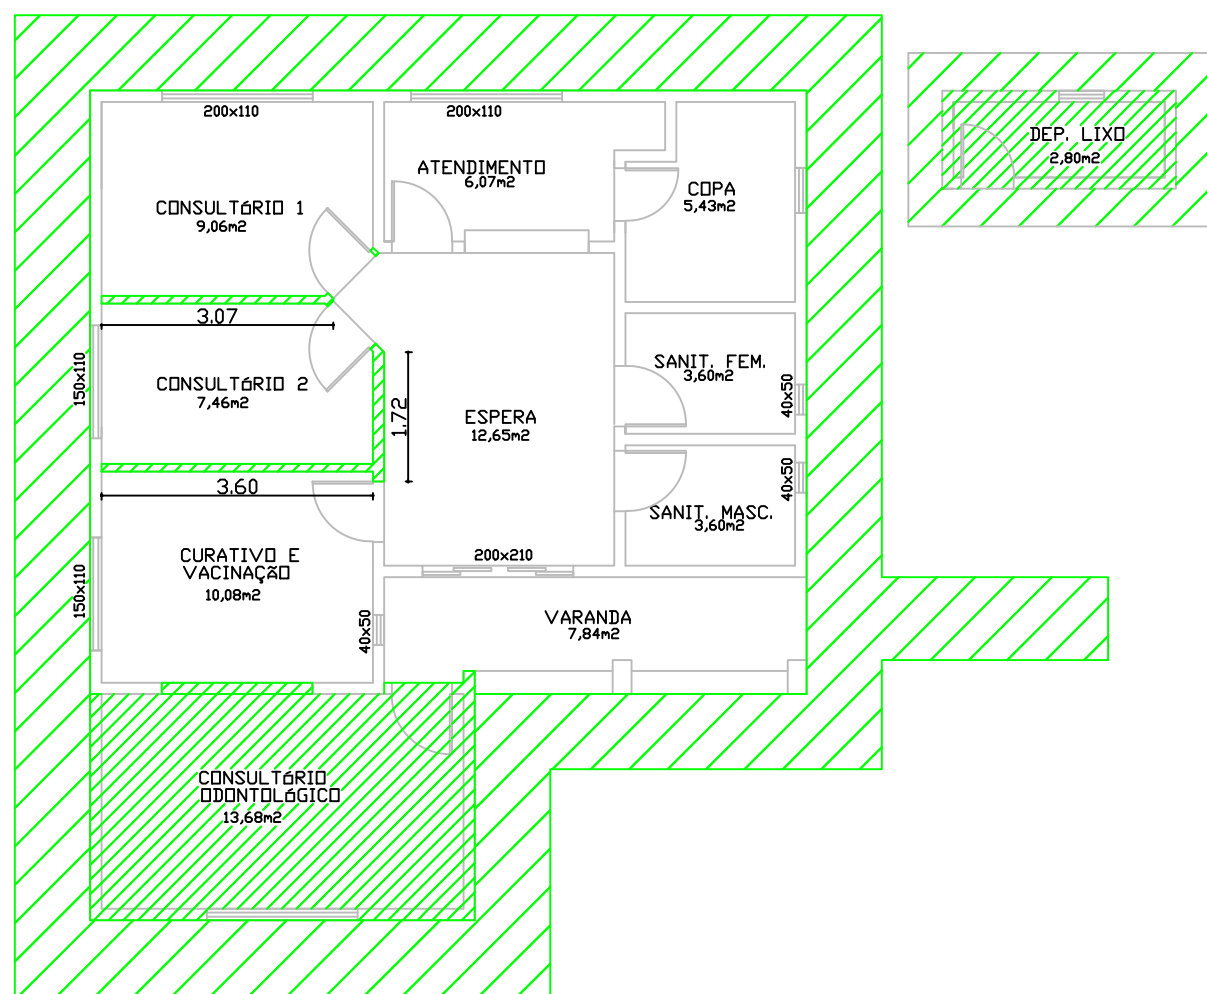 200x110
200x110
DEP. LIXO
2,80m2
ATENDIMENTO
6,07m2
COPA
5,43m2
CONSULTóRIO 1
9,06m2
3.07
150x110
CONSULTóRIO 2
7,46m2
SANIT. FEM.
3,60m2
40x50
1.72
ESPERA
12,65m2
3.60
40x50
SANIT. MASC.
3,60m2
200x210
CURATIVO E
VACINAÇÃO
10,08m2
150x110
40x50
VARANDA
7,84m2
CONSULTóRIO
ODONTOLóGICO
13,68m2